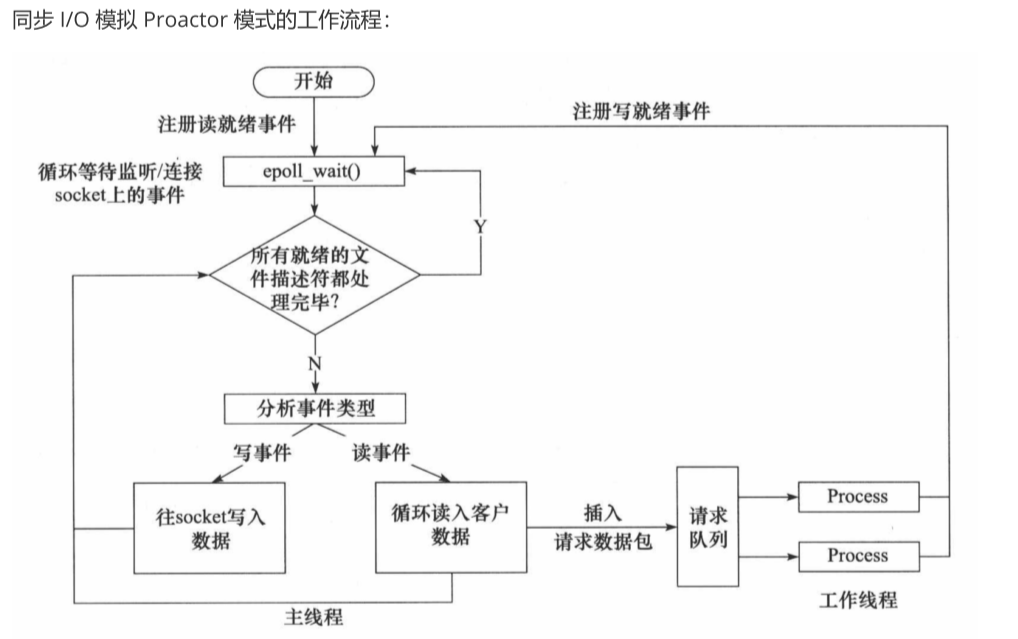 同步 I/O 模拟 Proactor 模式的工作流程：
开始
注册读就绪事件
注册写就绪事件
循环等待监听/连接
socket上的事件
epoll_wait()
Y
所有就绪的文
件描述符都处
理完毕？
N
分析事件类型
写事件
读事件
往socket写入
数据
循环读入客户
数据
插入
请求数据包
请求
队列
Process
Process
工作线程
主线程